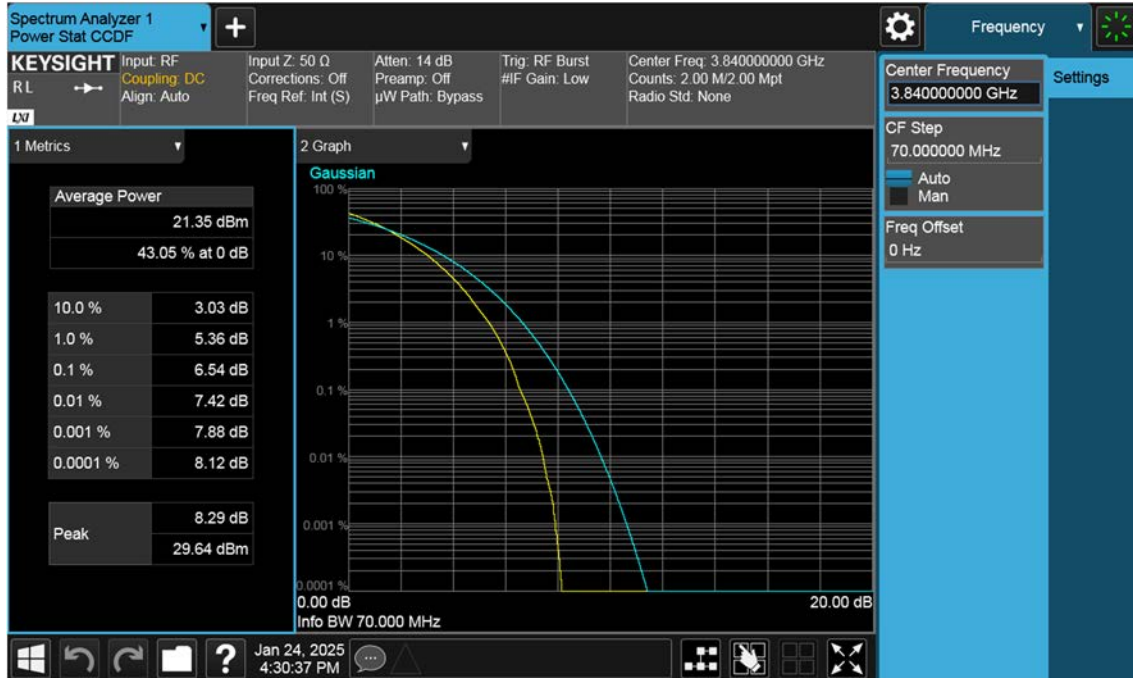 Spectrum Analyzer 1
Power Stat CCDF
Frequency
KEYSIGHT
R L
LXI
Input: RF
Coupling: DC
Align: Auto
Input Z: 50 Ω
Corrections: Off
Freq Ref: Int (S)
Atten: 14 dB
Preamp: Off
µW Path: Bypass
Trig: RF Burst
#IF Gain: Low
Center Freq: 3.840000000 GHz
Counts: 2.00 M/2.00 Mpt
Radio Std: None
Center Frequency
3.840000000 GHz
Settings
CF Step
70.000000 MHz
Auto
Man
Freq Offset
0 Hz
1 Metrics
Average Power
21.35 dBm
43.05 % at 0 dB
10.0 % 3.03 dB
1.0 % 5.36 dB
0.1 % 6.54 dB
0.01 % 7.42 dB
0.001 % 7.88 dB
0.0001 % 8.12 dB
Peak
8.29 dB
29.64 dBm
2 Graph
Gaussian
100 %
10 %
1 %
0.1 %
0.01 %
0.001 %
0.0001 %
0.00 dB 20.00 dB
Info BW 70.000 MHz
?
Jan 24, 2025
4:30:37 PM